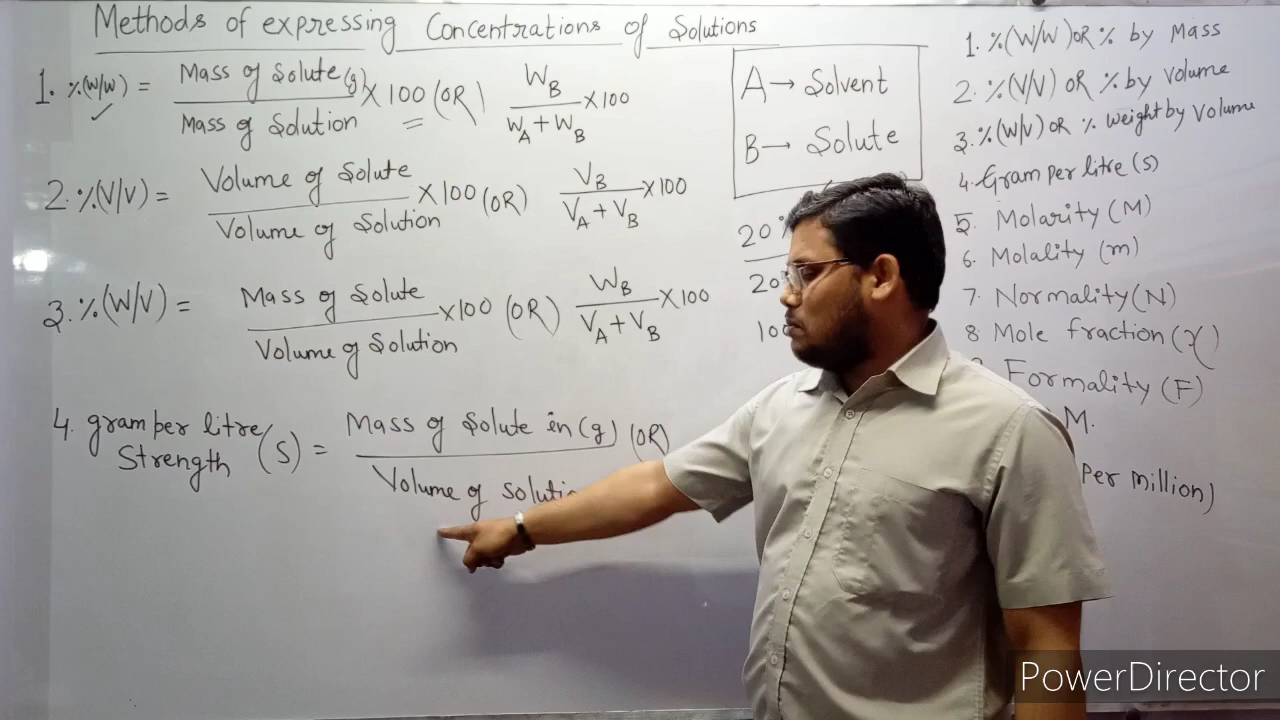 Methods of expressing Concentrations of Solutions
1. %(W/W) = Mass of Solute(g) / Mass of Solution × 100 (OR) W_B / W_A + W_B × 100
2. %(V/V) = Volume of Solute / Volume of Solution × 100 (OR) V_B / V_A + V_B × 100
3. %(W/V) = Mass of Solute / Volume of Solution × 100 (OR) W_B / V_A + V_B × 100
4. gram per litre / Strength (S) = Mass of Solute in (g) / Volume of soluti (OR)
A → Solvent
B → Solute
20%
20
100
1. %(W/W) OR % by Mass
2. %(V/V) OR % by Volume
3. %(W/V) OR % weight by Volume
4. Gram per litre (S)
5. Molarity (M)
6. Molality (m)
7. Normality (N)
8 Mole fraction (χ)
Formality (F)
M.
Per million)
PowerDirector